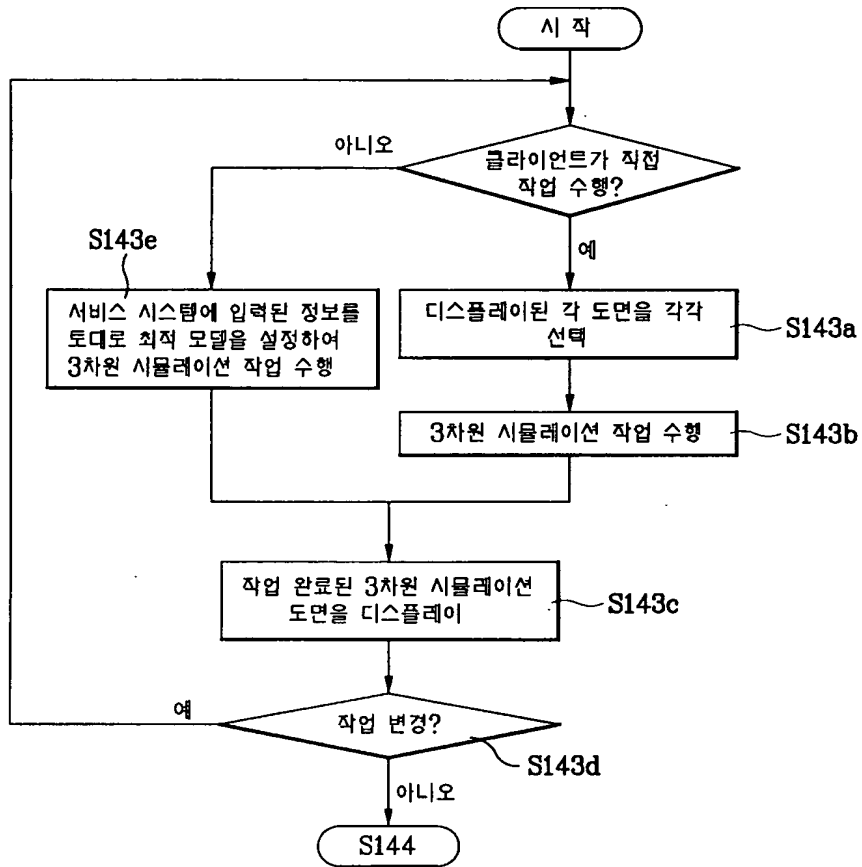 시 작
클라이언트가 직접
작업 수행?
아니오
예
S143e
서비스 시스템에 입력된 정보를
토대로 최적 모델을 설정하여
3차원 시뮬레이션 작업 수행
디스플레이된 각 도면을 각각
선택
S143a
3차원 시뮬레이션 작업 수행
S143b
작업 완료된 3차원 시뮬레이션
도면을 디스플레이
S143c
예
작업 변경?
S143d
아니오
S144